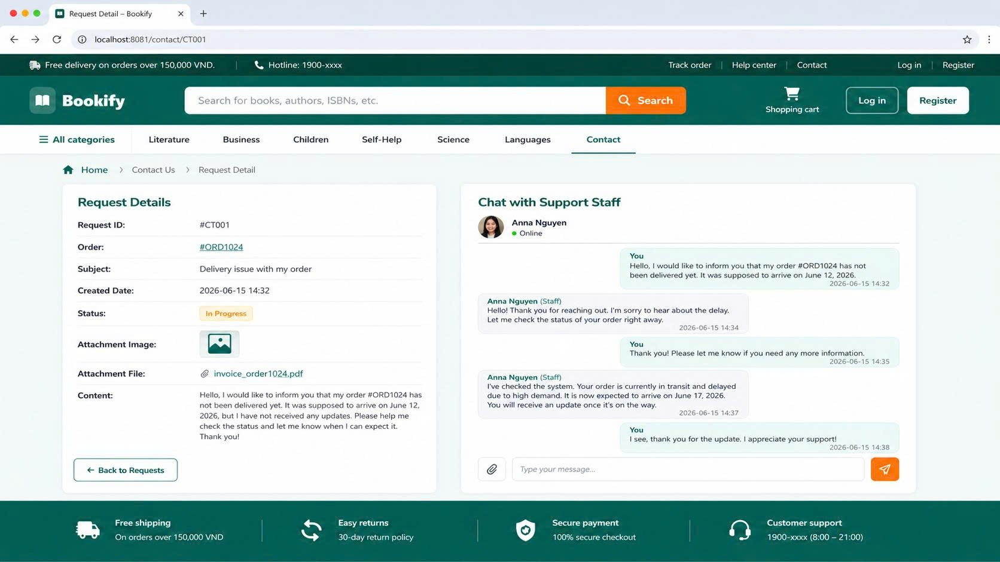 Request Detail – Bookify
localhost:8081/contact/CT001
Free delivery on orders over 150,000 VND. | Hotline: 1900-xxxx
Track order | Help center | Contact
Log in | Register
Bookify
Search for books, authors, ISBNs, etc.
Search
Shopping cart
Log in
Register
All categories
Literature
Business
Children
Self-Help
Science
Languages
Contact
Home > Contact Us > Request Detail
Request Details
Request ID: #CT001
Order: #ORD1024
Subject: Delivery issue with my order
Created Date: 2026-06-15 14:32
Status: In Progress
Attachment Image:
Attachment File: invoice_order1024.pdf
Content: Hello, I would like to inform you that my order #ORD1024 has
not been delivered yet. It was supposed to arrive on June 12,
2026, but I have not received any updates. Please help me
check the status and let me know when I can expect it.
Thank you!
← Back to Requests
Chat with Support Staff
Anna Nguyen
Online
You
Hello, I would like to inform you that my order #ORD1024 has not
been delivered yet. It was supposed to arrive on June 12, 2026.
2026-06-15 14:32
Anna Nguyen (Staff)
Hello! Thank you for reaching out. I'm sorry to hear about the delay.
Let me check the status of your order right away.
2026-06-15 14:34
You
Thank you! Please let me know if you need any more information.
2026-06-15 14:35
Anna Nguyen (Staff)
I've checked the system. Your order is currently in transit and delayed
due to high demand. It is now expected to arrive on June 17, 2026.
You will receive an update once it's on the way.
2026-06-15 14:37
You
I see, thank you for the update. I appreciate your support!
2026-06-15 14:38
Type your message...
Free shipping
On orders over 150,000 VND
Easy returns
30-day return policy
Secure payment
100% secure checkout
Customer support
1900-xxxx (8:00 – 21:00)